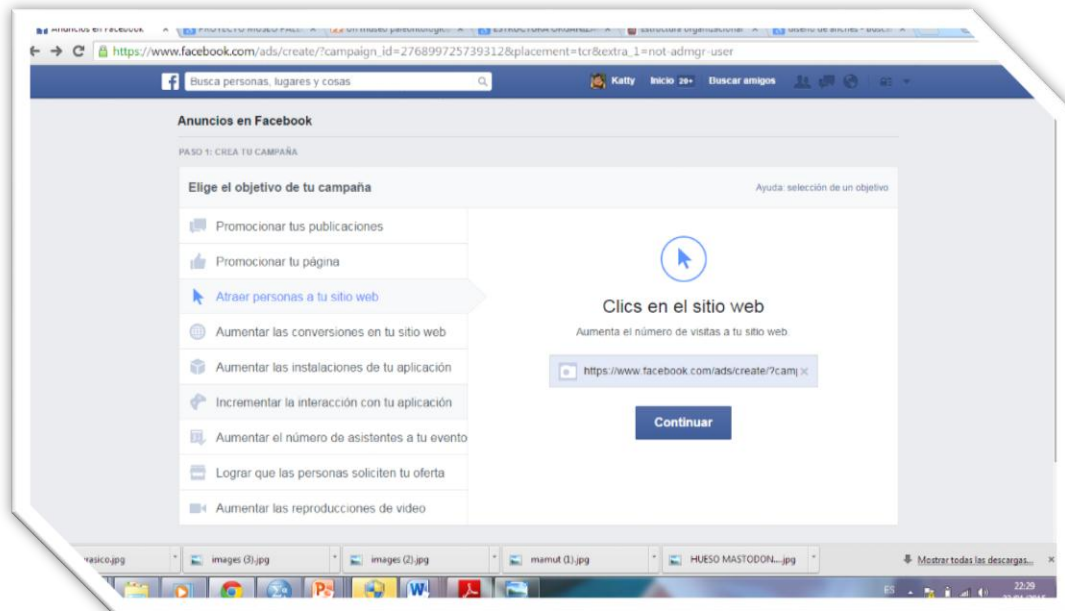 Anuncios en Facebook
https://www.facebook.com/ads/create/?campaign_id=276899725739312&placement=tcr&extra_1=not-admgr-user
Busca personas, lugares y cosas
Katty Inicio 20+ Buscar amigos
Anuncios en Facebook
PASO 1: CREA TU CAMPAÑA
Elige el objetivo de tu campaña
Ayuda: selección de un objetivo
Promocionar tus publicaciones
Promocionar tu página
Atraer personas a tu sitio web
Aumentar las conversiones en tu sitio web
Aumentar las instalaciones de tu aplicación
Incrementar la interacción con tu aplicación
Aumentar el número de asistentes a tu evento
Lograr que las personas soliciten tu oferta
Aumentar las reproducciones de video
Clics en el sitio web
Aumenta el número de visitas a tu sitio web.
https://www.facebook.com/ads/create/?camp
Continuar
images (3).jpg
images (2).jpg
mamut (1).jpg
HUESO MASTODON....jpg
Mostrar todas las descargas...
ES
22:29